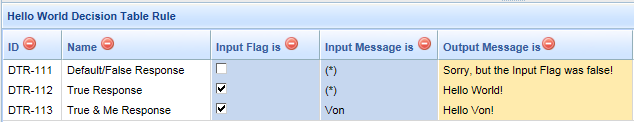 Hello World Decision Table Rule
ID Name Input Flag is Input Message is Output Message is
DTR-111 Default/False Response (*) Sorry, but the Input Flag was false!
DTR-112 True Response (*) Hello World!
DTR-113 True & Me Response Von Hello Von!